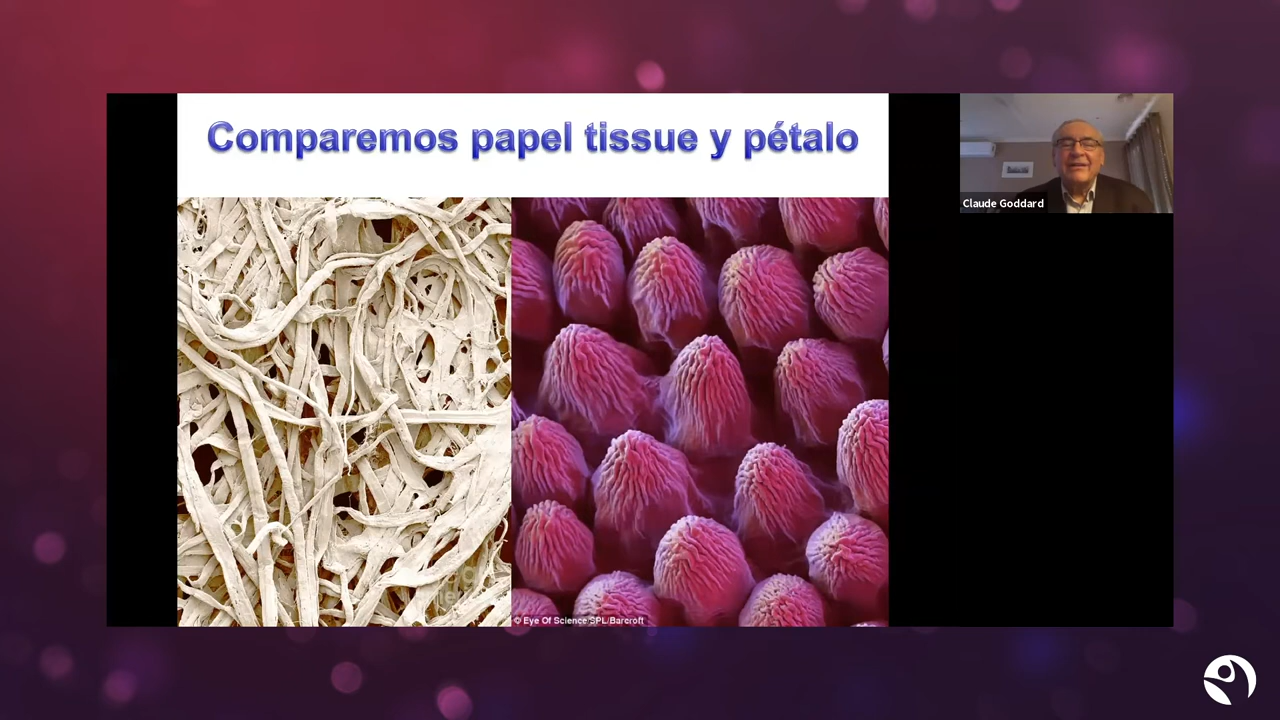 Comparemos papel tissue y pétalo
Claude Goddard
© Eye Of Science SPL/Barcroft